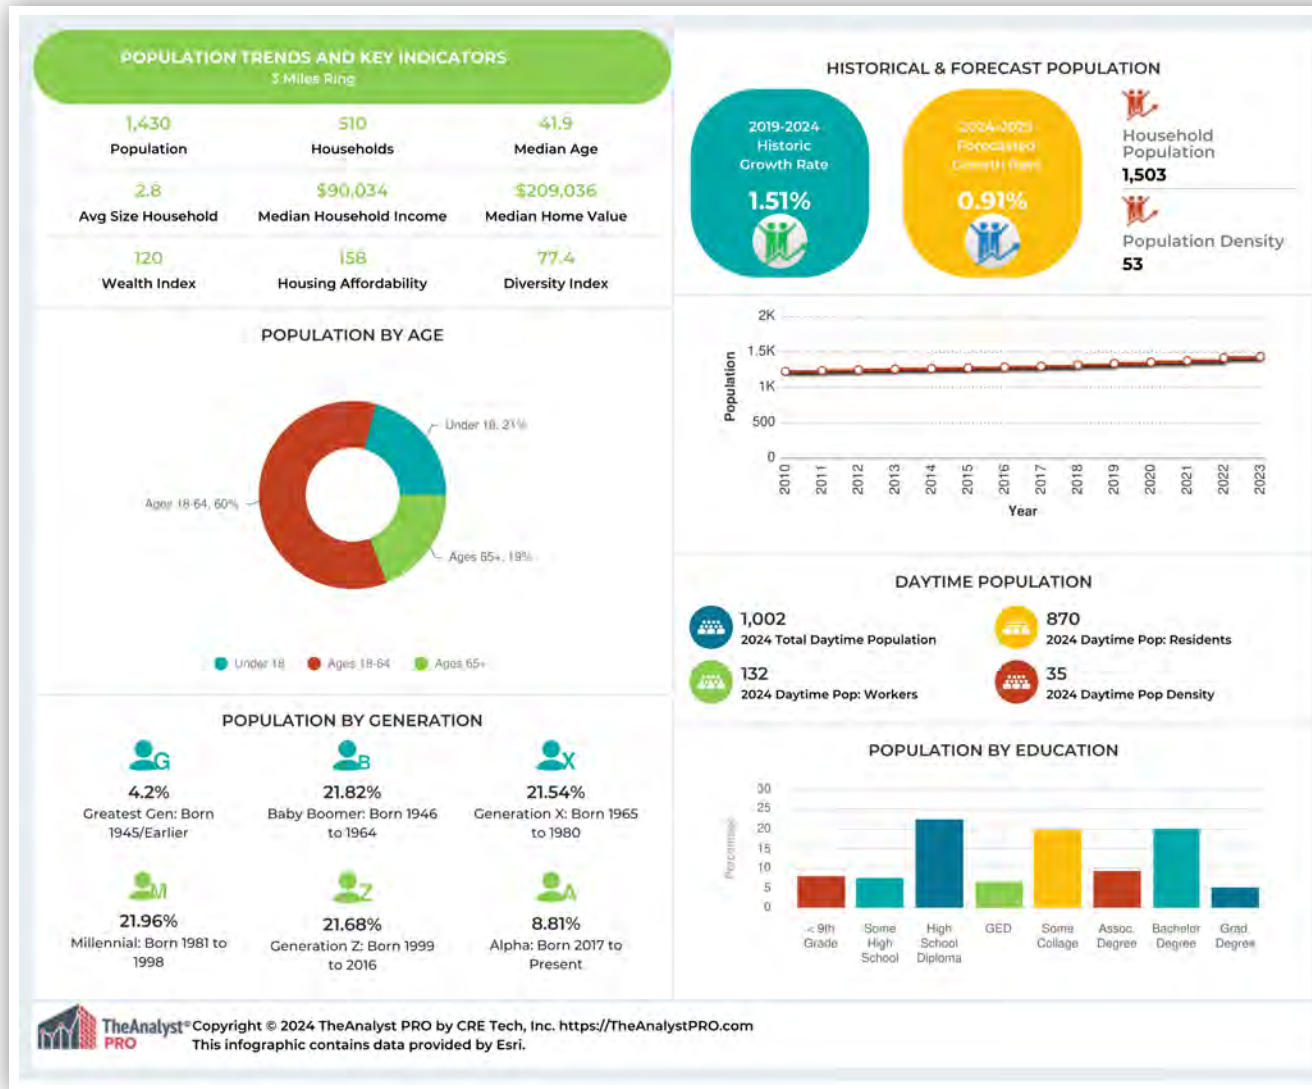 POPULATION TRENDS AND KEY INDICATORS
3 Miles Ring
1,430
Population
510
Households
41.9
Median Age
2.8
Avg Size Household
$90,034
Median Household Income
$209,036
Median Home Value
120
Wealth Index
158
Housing Affordability
77.4
Diversity Index
POPULATION BY AGE
Under 18, 21%
Ages 18-64, 60%
Ages 65+, 19%
Under 18
Ages 18-64
Ages 65+
POPULATION BY GENERATION
G
4.2%
Greatest Gen: Born
1945/Earlier
B
21.82%
Baby Boomer: Born 1946
to 1964
X
21.54%
Generation X: Born 1965
to 1980
M
21.96%
Millennial: Born 1981 to
1998
Z
21.68%
Generation Z: Born 1999
to 2016
A
8.81%
Alpha: Born 2017 to
Present
HISTORICAL & FORECAST POPULATION
2019-2024
Historic
Growth Rate
1.51%
2024-2029
Forecasted
Growth Rate
0.91%
Household
Population
1,503
Population Density
53
Population
2K
1.5K
1K
500
0
2010
2011
2012
2013
2014
2015
2016
2017
2018
2019
2020
2021
2022
2023
Year
DAYTIME POPULATION
1,002
2024 Total Daytime Population
870
2024 Daytime Pop: Residents
132
2024 Daytime Pop: Workers
35
2024 Daytime Pop Density
POPULATION BY EDUCATION
Percentage
30
25
20
15
10
5
0
< 9th
Grade
Some
High
School
High
School
Diploma
GED
Some
Collage
Assoc.
Degree
Bachelor
Degree
Grad.
Degree
TheAnalyst®
PRO
Copyright © 2024 TheAnalyst PRO by CRE Tech, Inc. https://TheAnalystPRO.com
This infographic contains data provided by Esri.